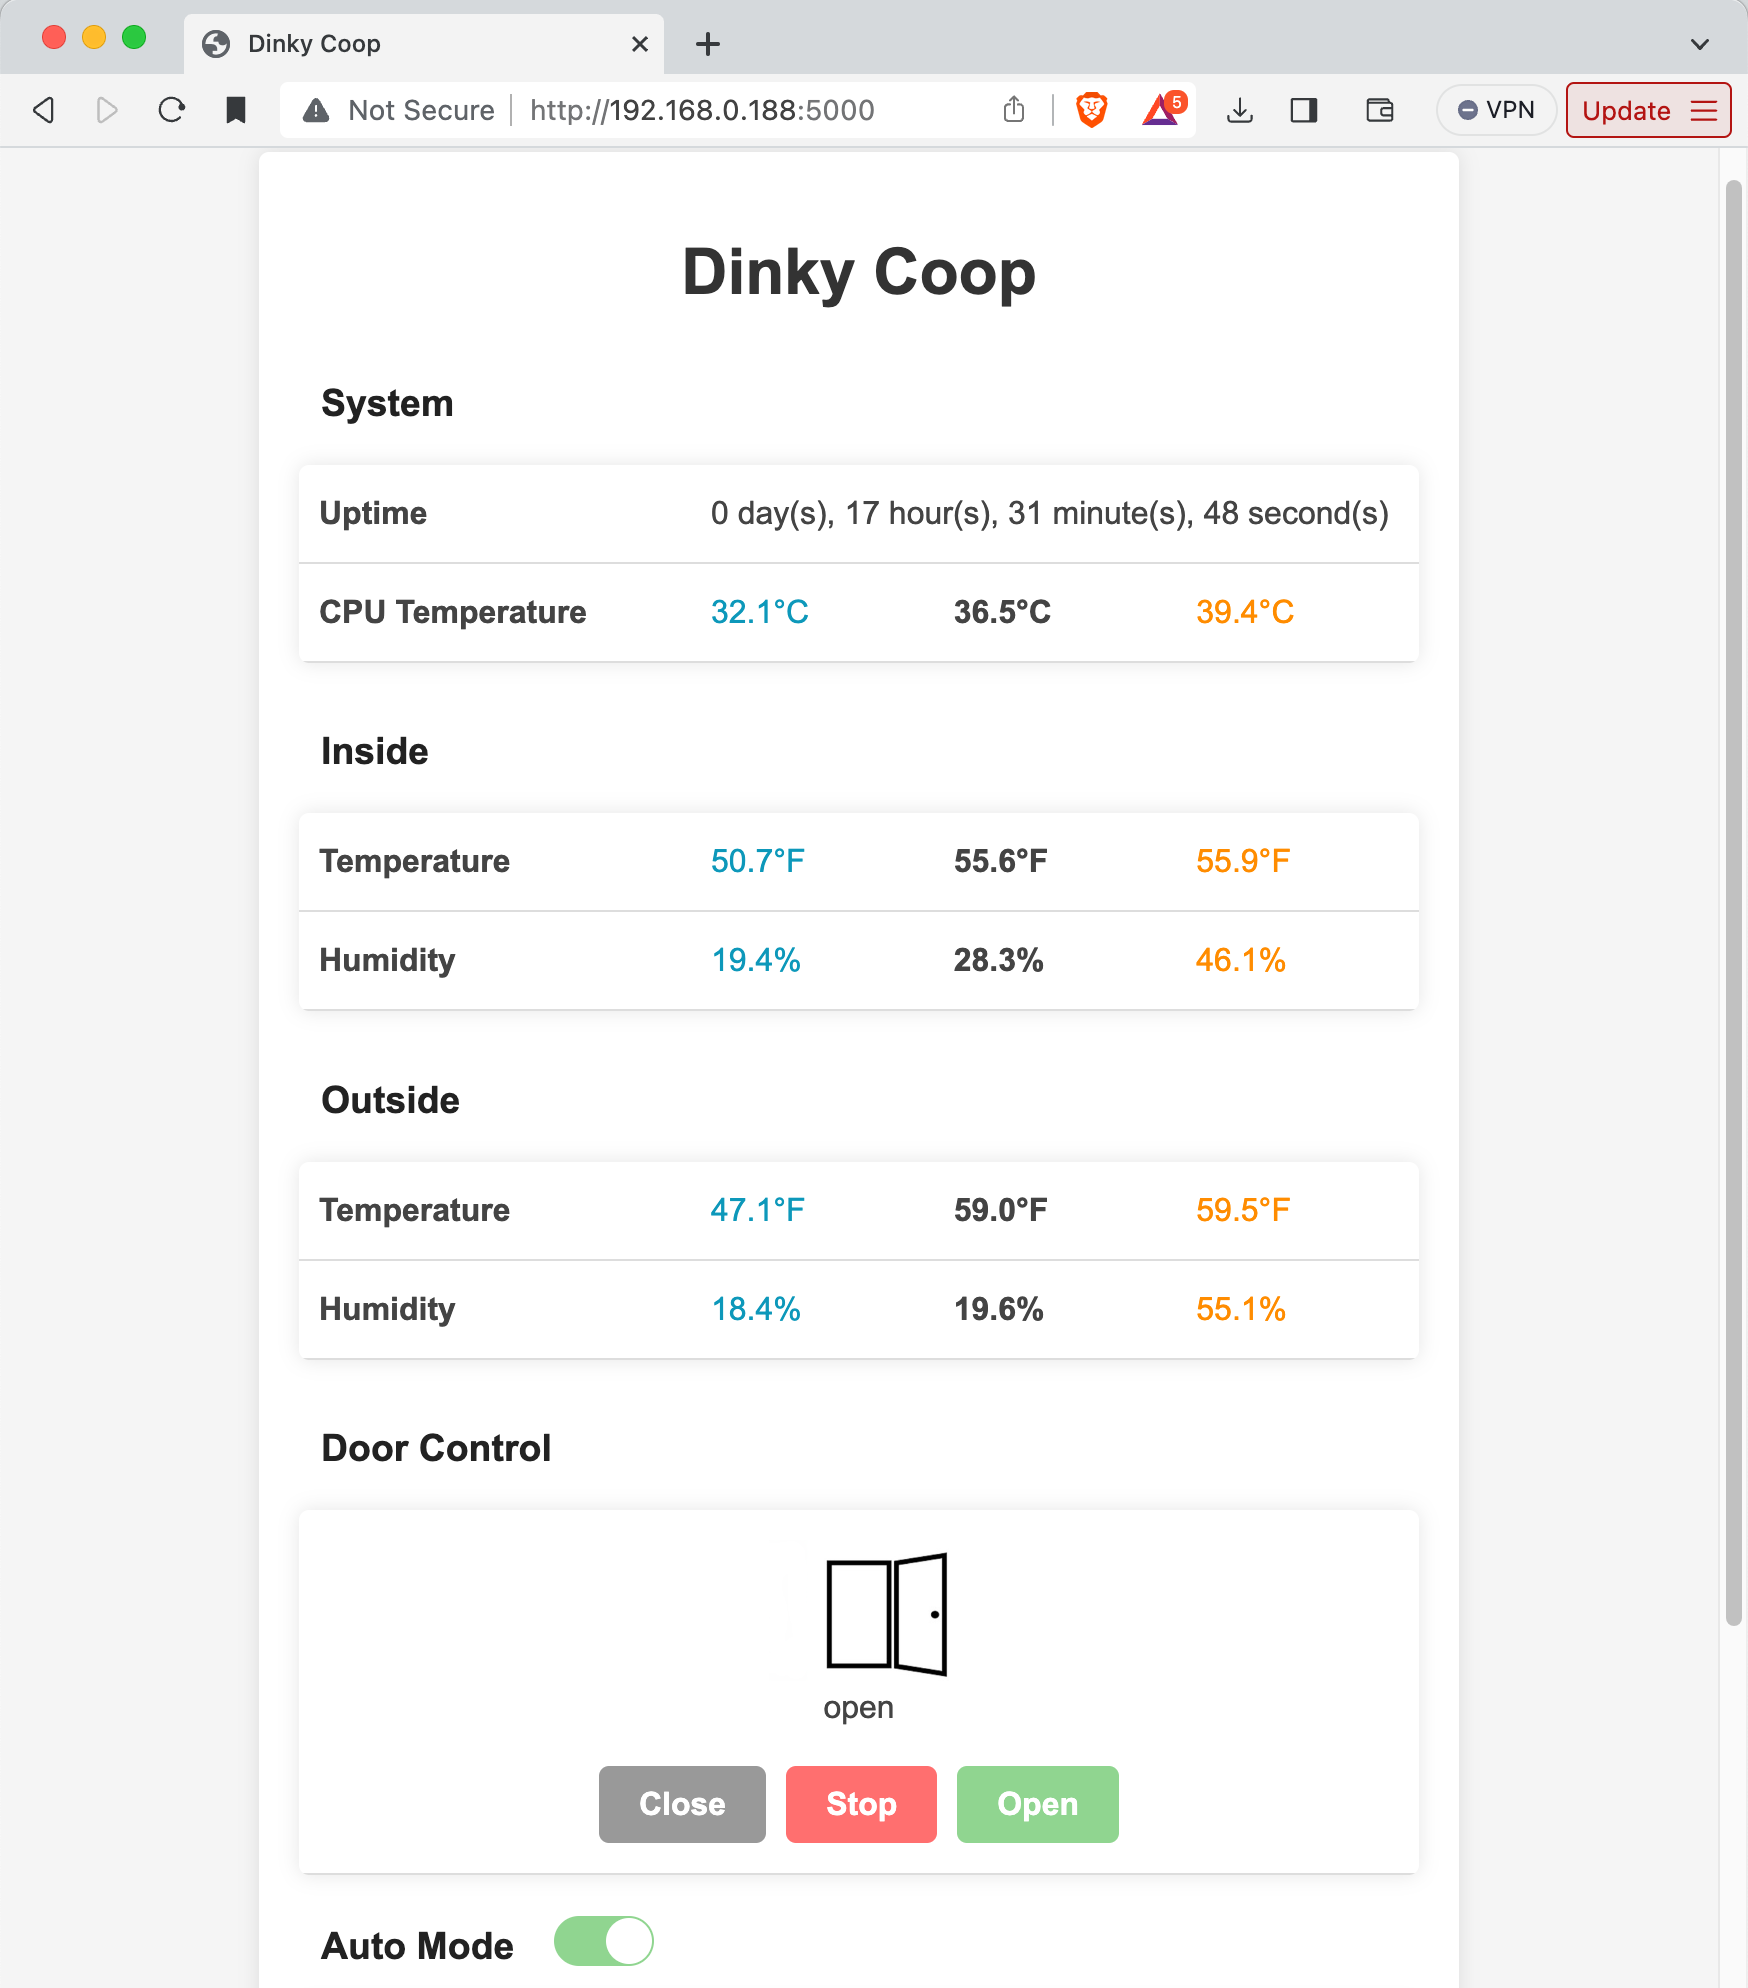 Dinky Coop
Not Secure http://192.168.0.188:5000 5 VPN Update
Dinky Coop
System
Uptime 0 day(s), 17 hour(s), 31 minute(s), 48 second(s)
CPU Temperature 32.1°C 36.5°C 39.4°C
Inside
Temperature 50.7°F 55.6°F 55.9°F
Humidity 19.4% 28.3% 46.1%
Outside
Temperature 47.1°F 59.0°F 59.5°F
Humidity 18.4% 19.6% 55.1%
Door Control
open
Close Stop Open
Auto Mode